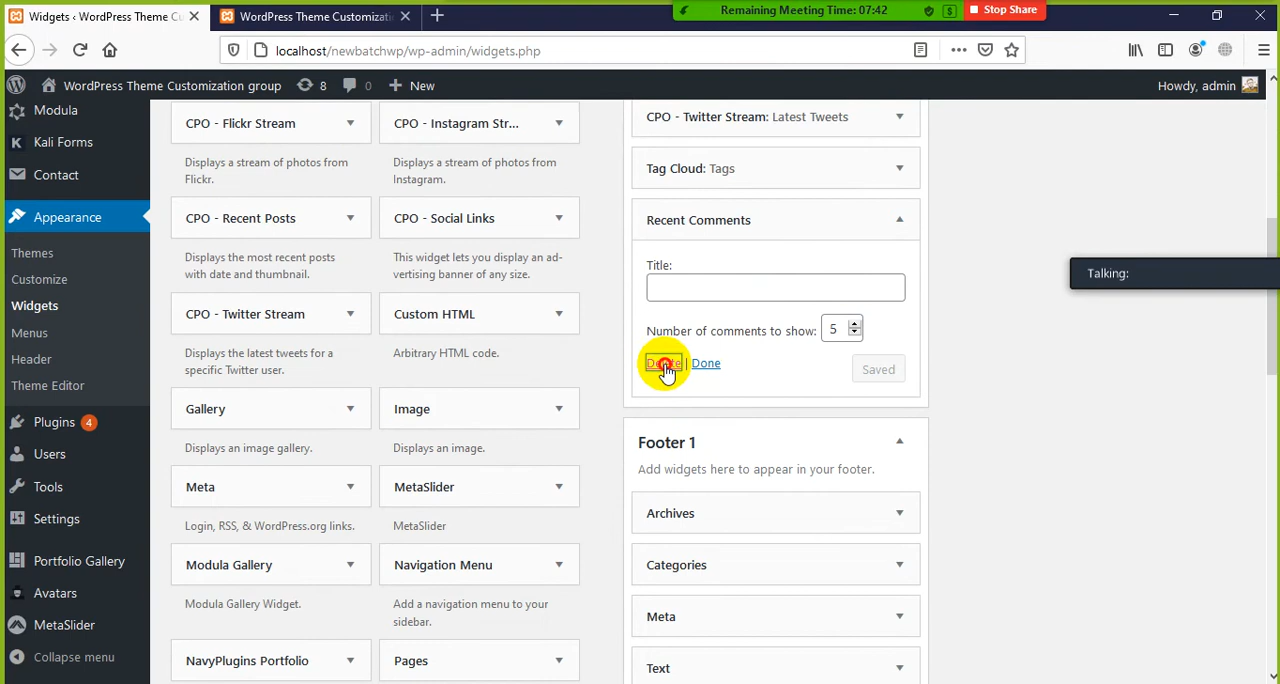 Widgets ‹ WordPress Theme Cu
WordPress Theme Customizati
Remaining Meeting Time: 07:42
Stop Share
localhost/newbatchwp/wp-admin/widgets.php
WordPress Theme Customization group
8
0
New
Howdy, admin
Modula
Kali Forms
Contact
Appearance
Themes
Customize
Widgets
Menus
Header
Theme Editor
Plugins 4
Users
Tools
Settings
Portfolio Gallery
Avatars
MetaSlider
Collapse menu
CPO - Flickr Stream
Displays a stream of photos from
Flickr.
CPO - Instagram Str...
Displays a stream of photos from
Instagram.
CPO - Recent Posts
Displays the most recent posts
with date and thumbnail.
CPO - Social Links
This widget lets you display an ad-
vertising banner of any size.
CPO - Twitter Stream
Displays the latest tweets for a
specific Twitter user.
Custom HTML
Arbitrary HTML code.
Gallery
Displays an image gallery.
Image
Displays an image.
Meta
Login, RSS, & WordPress.org links.
MetaSlider
MetaSlider
Modula Gallery
Modula Gallery Widget.
Navigation Menu
Add a navigation menu to your
sidebar.
NavyPlugins Portfolio
Pages
CPO - Twitter Stream: Latest Tweets
Tag Cloud: Tags
Recent Comments
Title:
Number of comments to show: 5
Delete | Done
Saved
Footer 1
Add widgets here to appear in your footer.
Archives
Categories
Meta
Text
Talking: